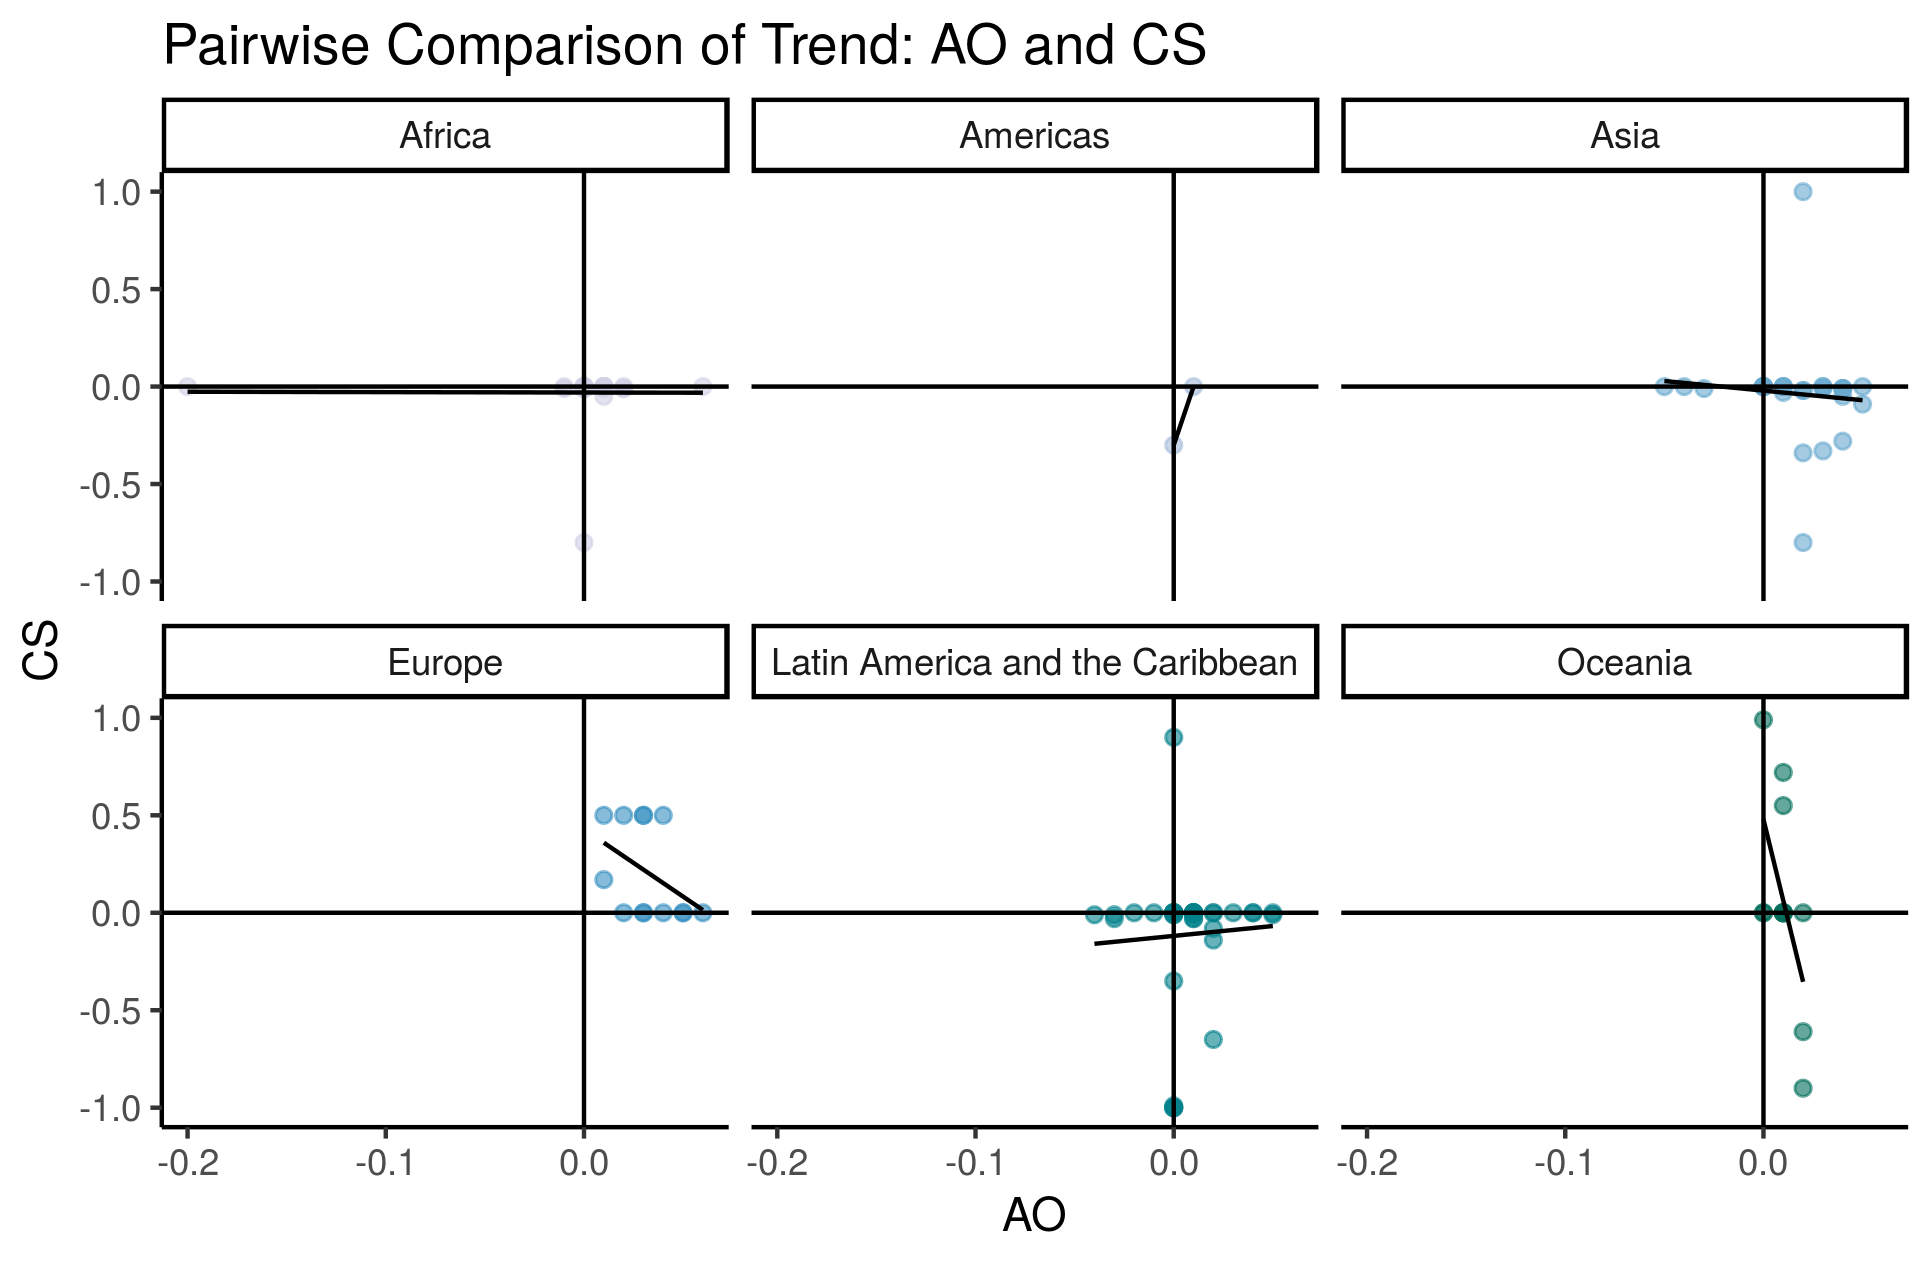 Pairwise Comparison of Trend: AO and CS
Africa
Americas
Asia
1.0
0.5
0.0
-0.5
-1.0
CS
Europe
Latin America and the Caribbean
Oceania
1.0
0.5
0.0
-0.5
-1.0
-0.2 -0.1 0.0 -0.2 -0.1 0.0 -0.2 -0.1 0.0
AO